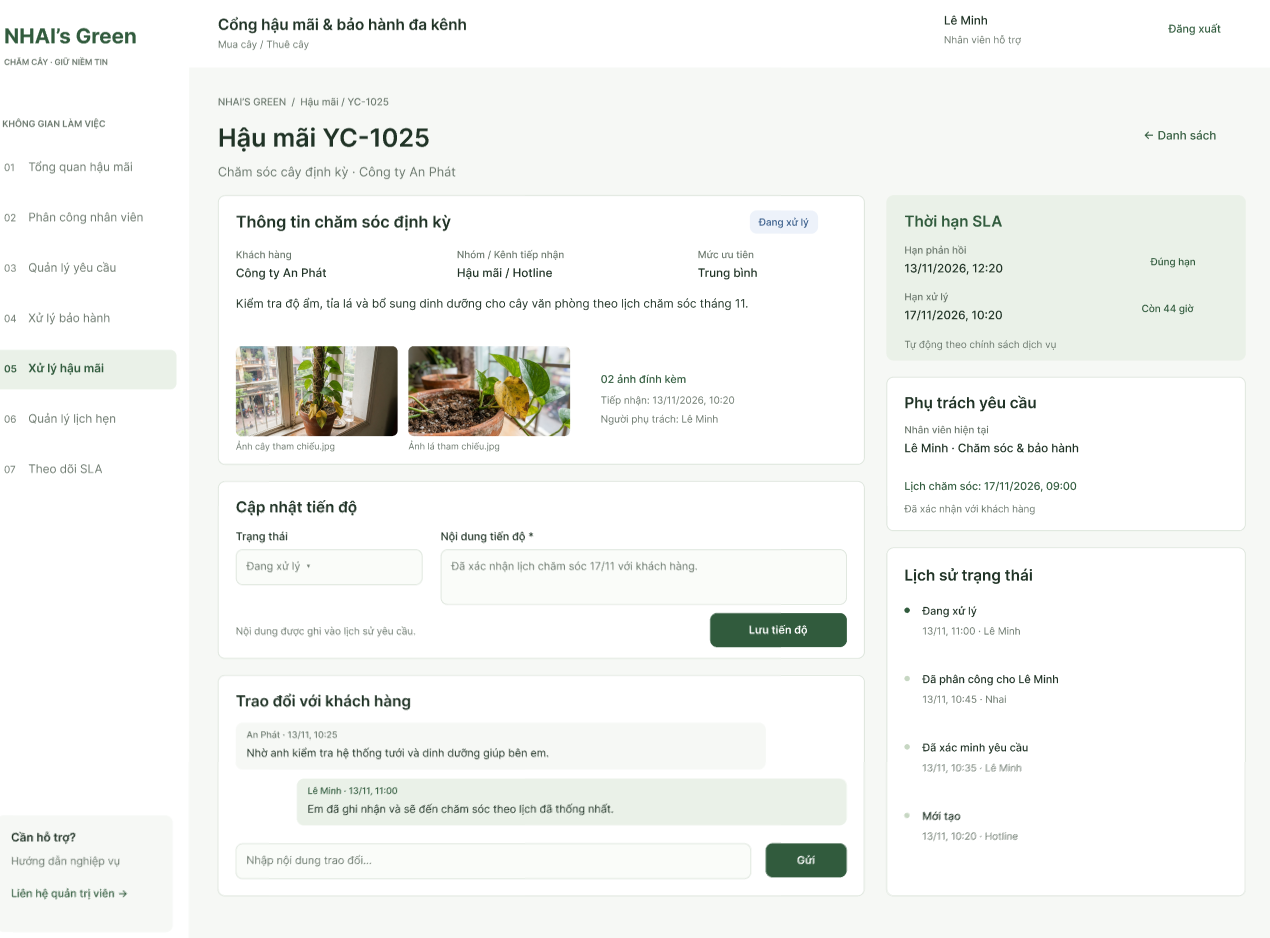 NHAI's Green
CHĂM CÂY · GIỮ NIỀM TIN
KHÔNG GIAN LÀM VIỆC
01 Tổng quan hậu mãi
02 Phân công nhân viên
03 Quản lý yêu cầu
04 Xử lý bảo hành
05 Xử lý hậu mãi
06 Quản lý lịch hẹn
07 Theo dõi SLA
Cần hỗ trợ?
Hướng dẫn nghiệp vụ
Liên hệ quản trị viên →
Cổng hậu mãi & bảo hành đa kênh
Mua cây / Thuê cây
Lê Minh
Nhân viên hỗ trợ
Đăng xuất
NHAI'S GREEN / Hậu mãi / YC-1025
Hậu mãi YC-1025
← Danh sách
Chăm sóc cây định kỳ · Công ty An Phát
Thông tin chăm sóc định kỳ
Đang xử lý
Khách hàng
Công ty An Phát
Nhóm / Kênh tiếp nhận
Hậu mãi / Hotline
Mức ưu tiên
Trung bình
Kiểm tra độ ẩm, tỉa lá và bổ sung dinh dưỡng cho cây văn phòng theo lịch chăm sóc tháng 11.
Ảnh cây tham chiếu.jpg
Ảnh lá tham chiếu.jpg
02 ảnh đính kèm
Tiếp nhận: 13/11/2026, 10:20
Người phụ trách: Lê Minh
Cập nhật tiến độ
Trạng thái
Đang xử lý ▾
Nội dung tiến độ *
Đã xác nhận lịch chăm sóc 17/11 với khách hàng.
Nội dung được ghi vào lịch sử yêu cầu.
Lưu tiến độ
Trao đổi với khách hàng
An Phát · 13/11, 10:25
Nhờ anh kiểm tra hệ thống tưới và dinh dưỡng giúp bên em.
Lê Minh · 13/11, 11:00
Em đã ghi nhận và sẽ đến chăm sóc theo lịch đã thống nhất.
Nhập nội dung trao đổi...
Gửi
Thời hạn SLA
Hạn phản hồi
13/11/2026, 12:20
Đúng hạn
Hạn xử lý
17/11/2026, 10:20
Còn 44 giờ
Tự động theo chính sách dịch vụ
Phụ trách yêu cầu
Nhân viên hiện tại
Lê Minh · Chăm sóc & bảo hành
Lịch chăm sóc: 17/11/2026, 09:00
Đã xác nhận với khách hàng
Lịch sử trạng thái
Đang xử lý
13/11, 11:00 · Lê Minh
Đã phân công cho Lê Minh
13/11, 10:45 · Nhai
Đã xác minh yêu cầu
13/11, 10:35 · Lê Minh
Mới tạo
13/11, 10:20 · Hotline